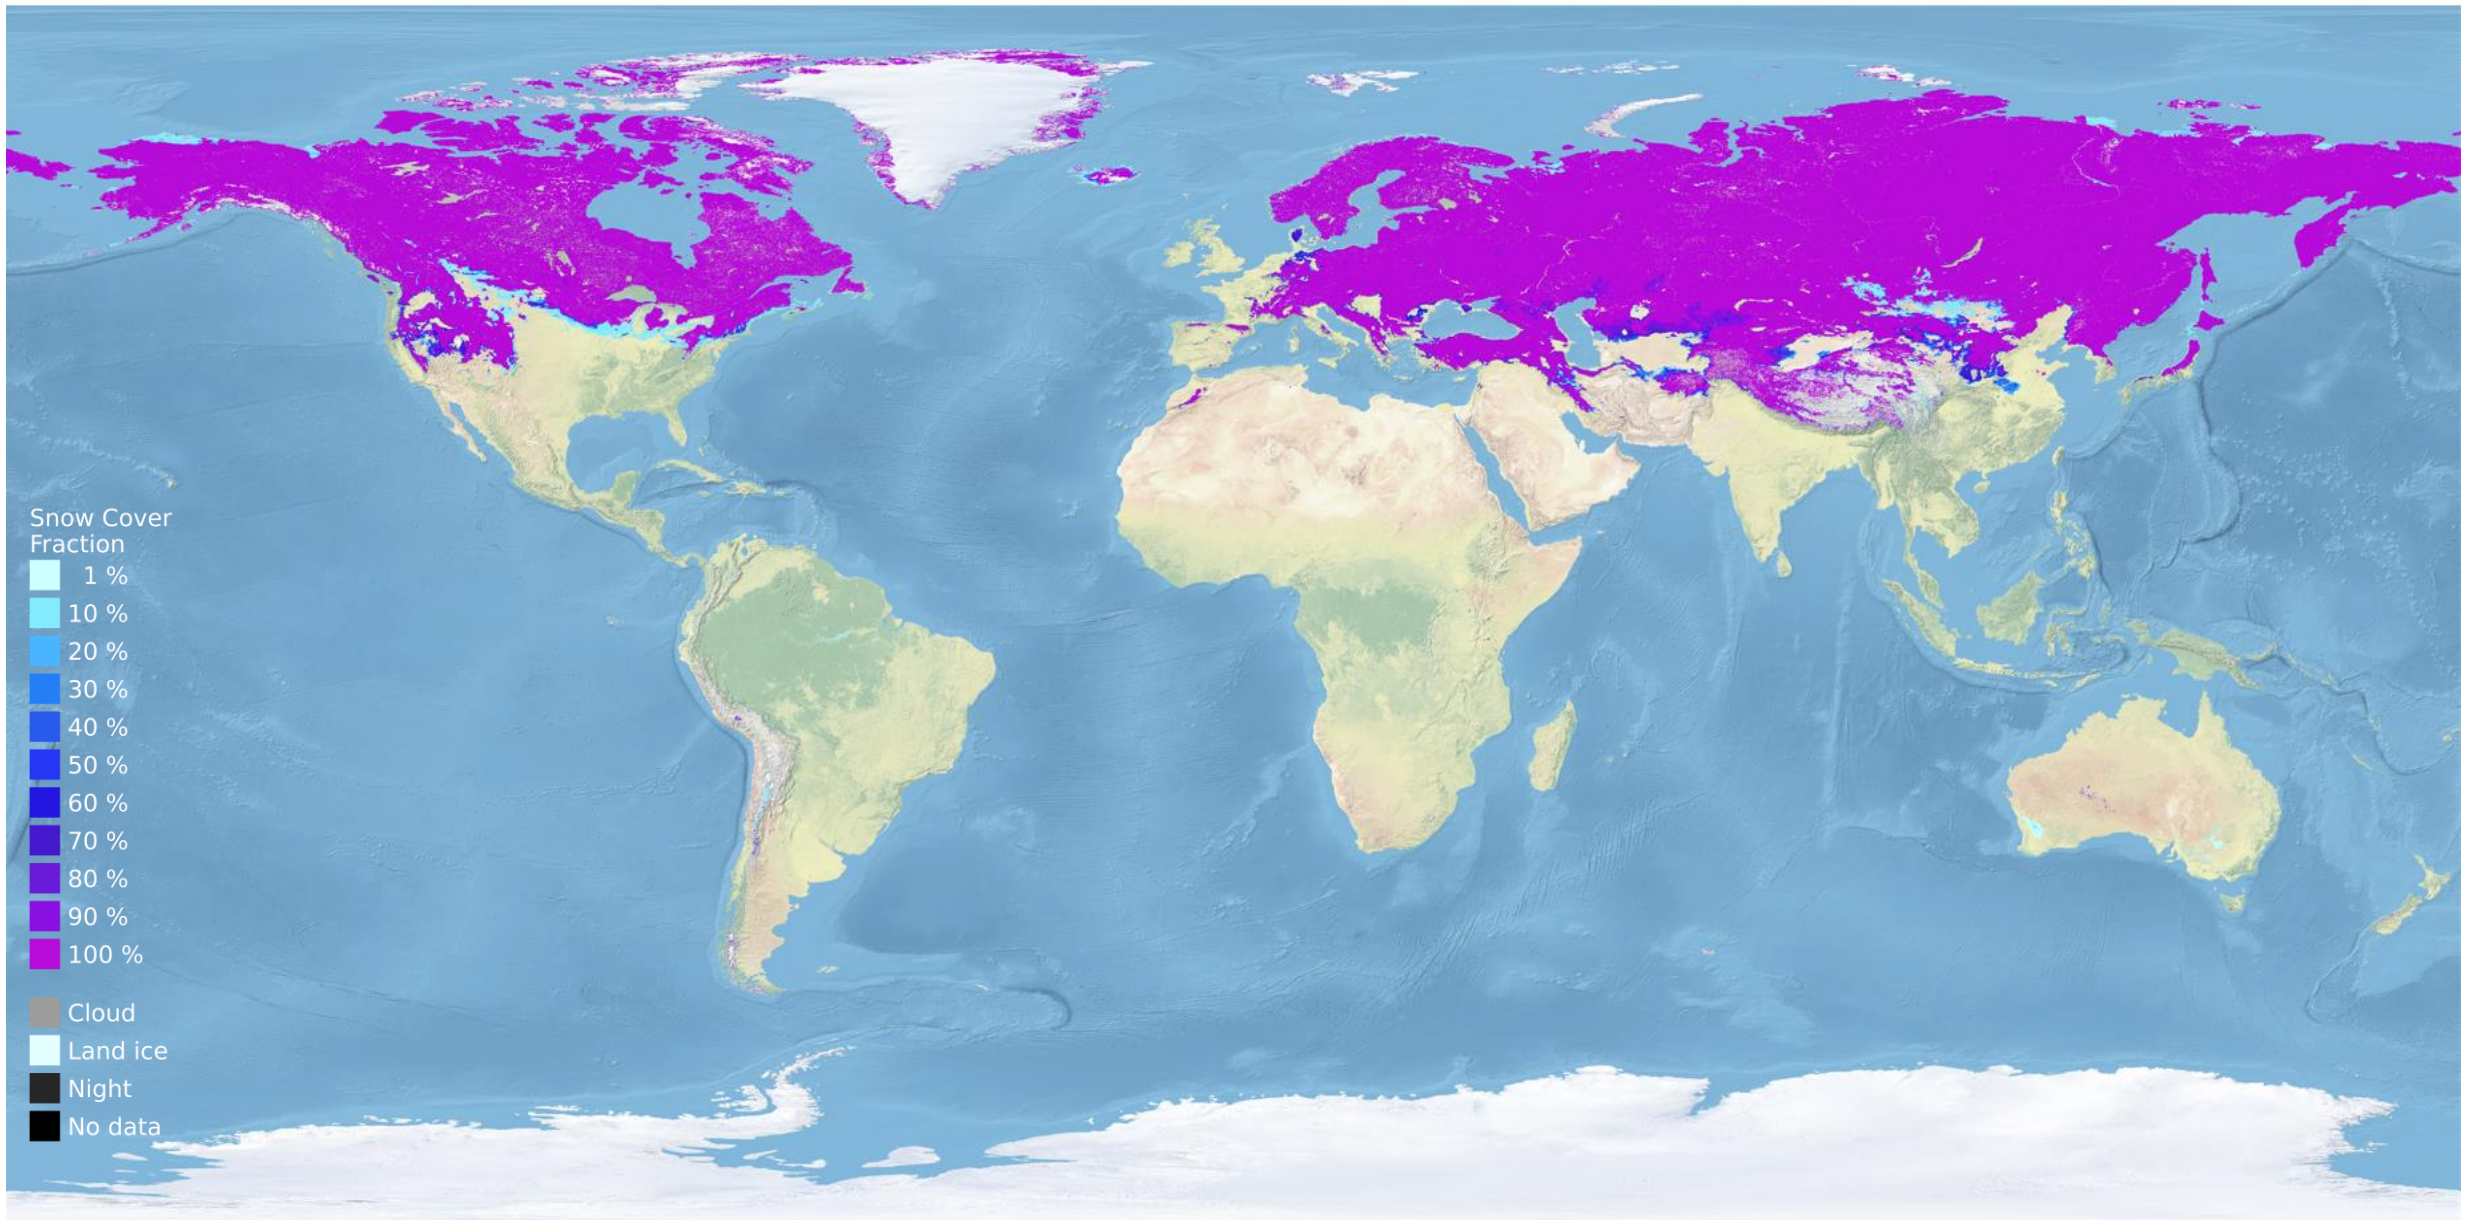 Snow Cover
Fraction
1 %
10 %
20 %
30 %
40 %
50 %
60 %
70 %
80 %
90 %
100 %
Cloud
Land ice
Night
No data